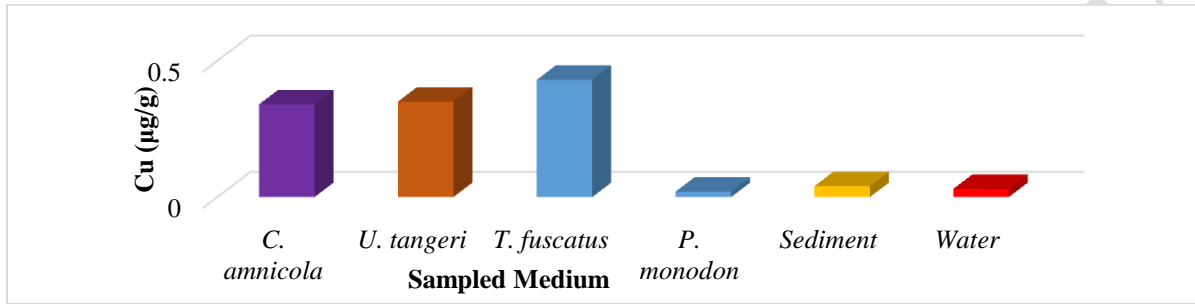 Cu (µg/g)
0.5
0
C. amnicola
U. tangeri
T. fuscatus
P. monodon
Sediment
Water
Sampled Medium